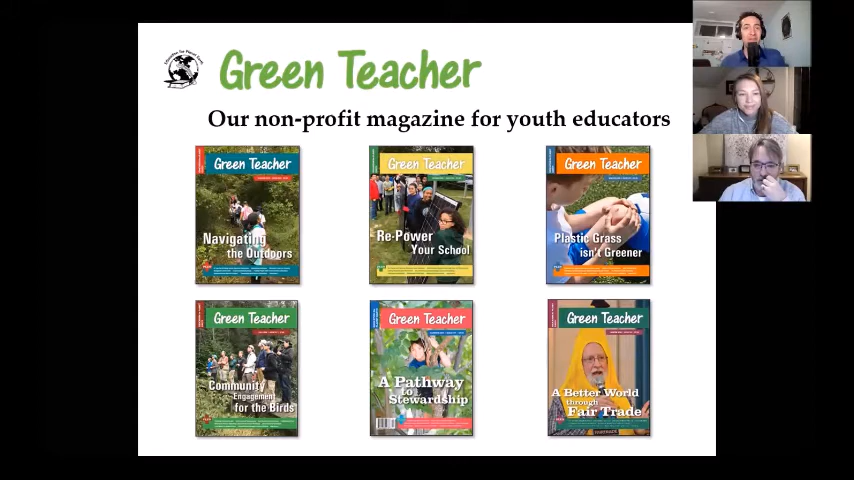 Green Teacher
Our non-profit magazine for youth educators
Green Teacher
Navigating
the Outdoors
Green Teacher
Re-Power
Your School
Green Teacher
Plastic Grass
isn't Greener
Green Teacher
Community
Engagement
for the Birds
Green Teacher
A Pathway
to
Stewardship
Green Teacher
A Better World
through
Fair Trade